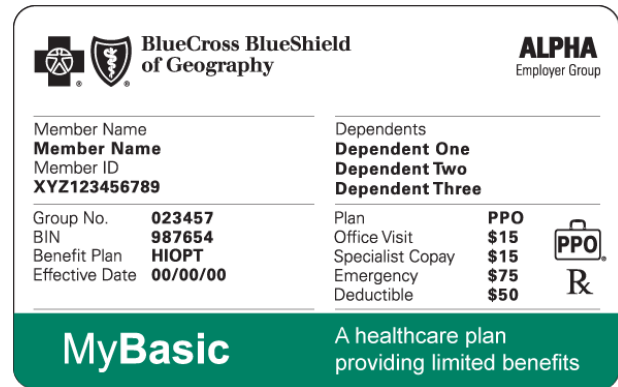 BlueCross BlueShield
of Geography
ALPHA
Employer Group
Member Name
Member Name
Member ID
XYZ123456789
Dependents
Dependent One
Dependent Two
Dependent Three
Group No. 023457
BIN 987654
Benefit Plan HIOPT
Effective Date 00/00/00
Plan PPO
Office Visit $15
Specialist Copay $15
Emergency $75
Deductible $50
PPO
Rx
MyBasic
A healthcare plan
providing limited benefits